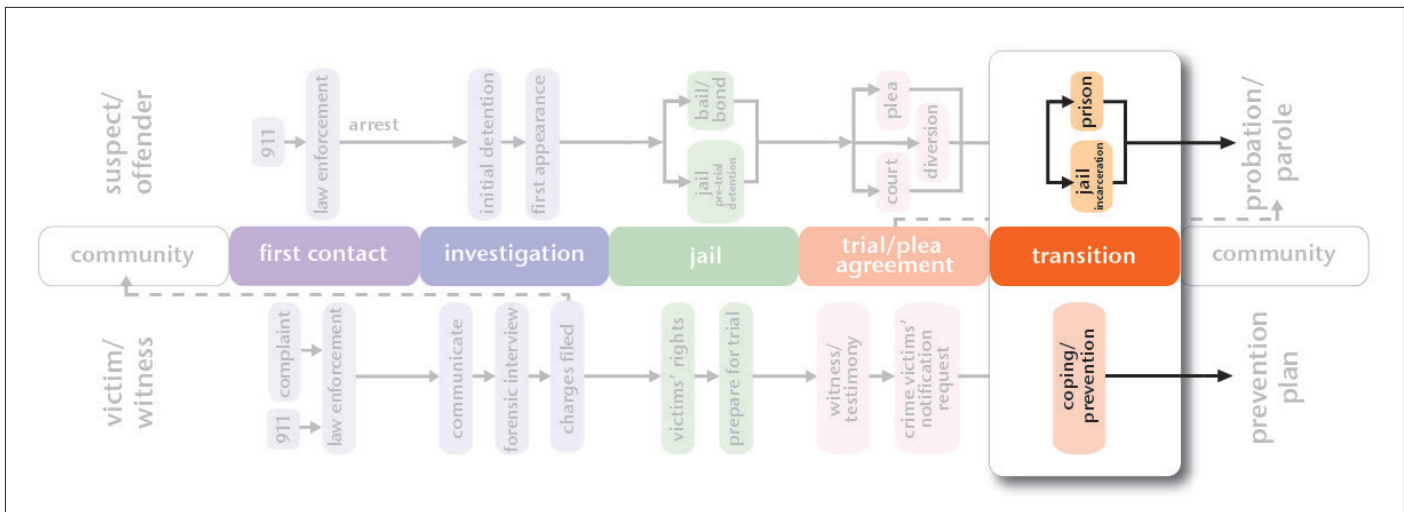 suspect/
offender
911
law enforcement
arrest
initial detention
first appearance
bail/
bond
jail
pre-trial
detention
plea
court
diversion
prison
jail
incarceration
probation/
parole
community
first contact
investigation
jail
trial/plea
agreement
transition
community
victim/
witness
complaint
911
law enforcement
communicate
forensic interview
charges filed
victims' rights
prepare for trial
witness/
testimony
crime victims'
notification
request
coping/
prevention
prevention
plan